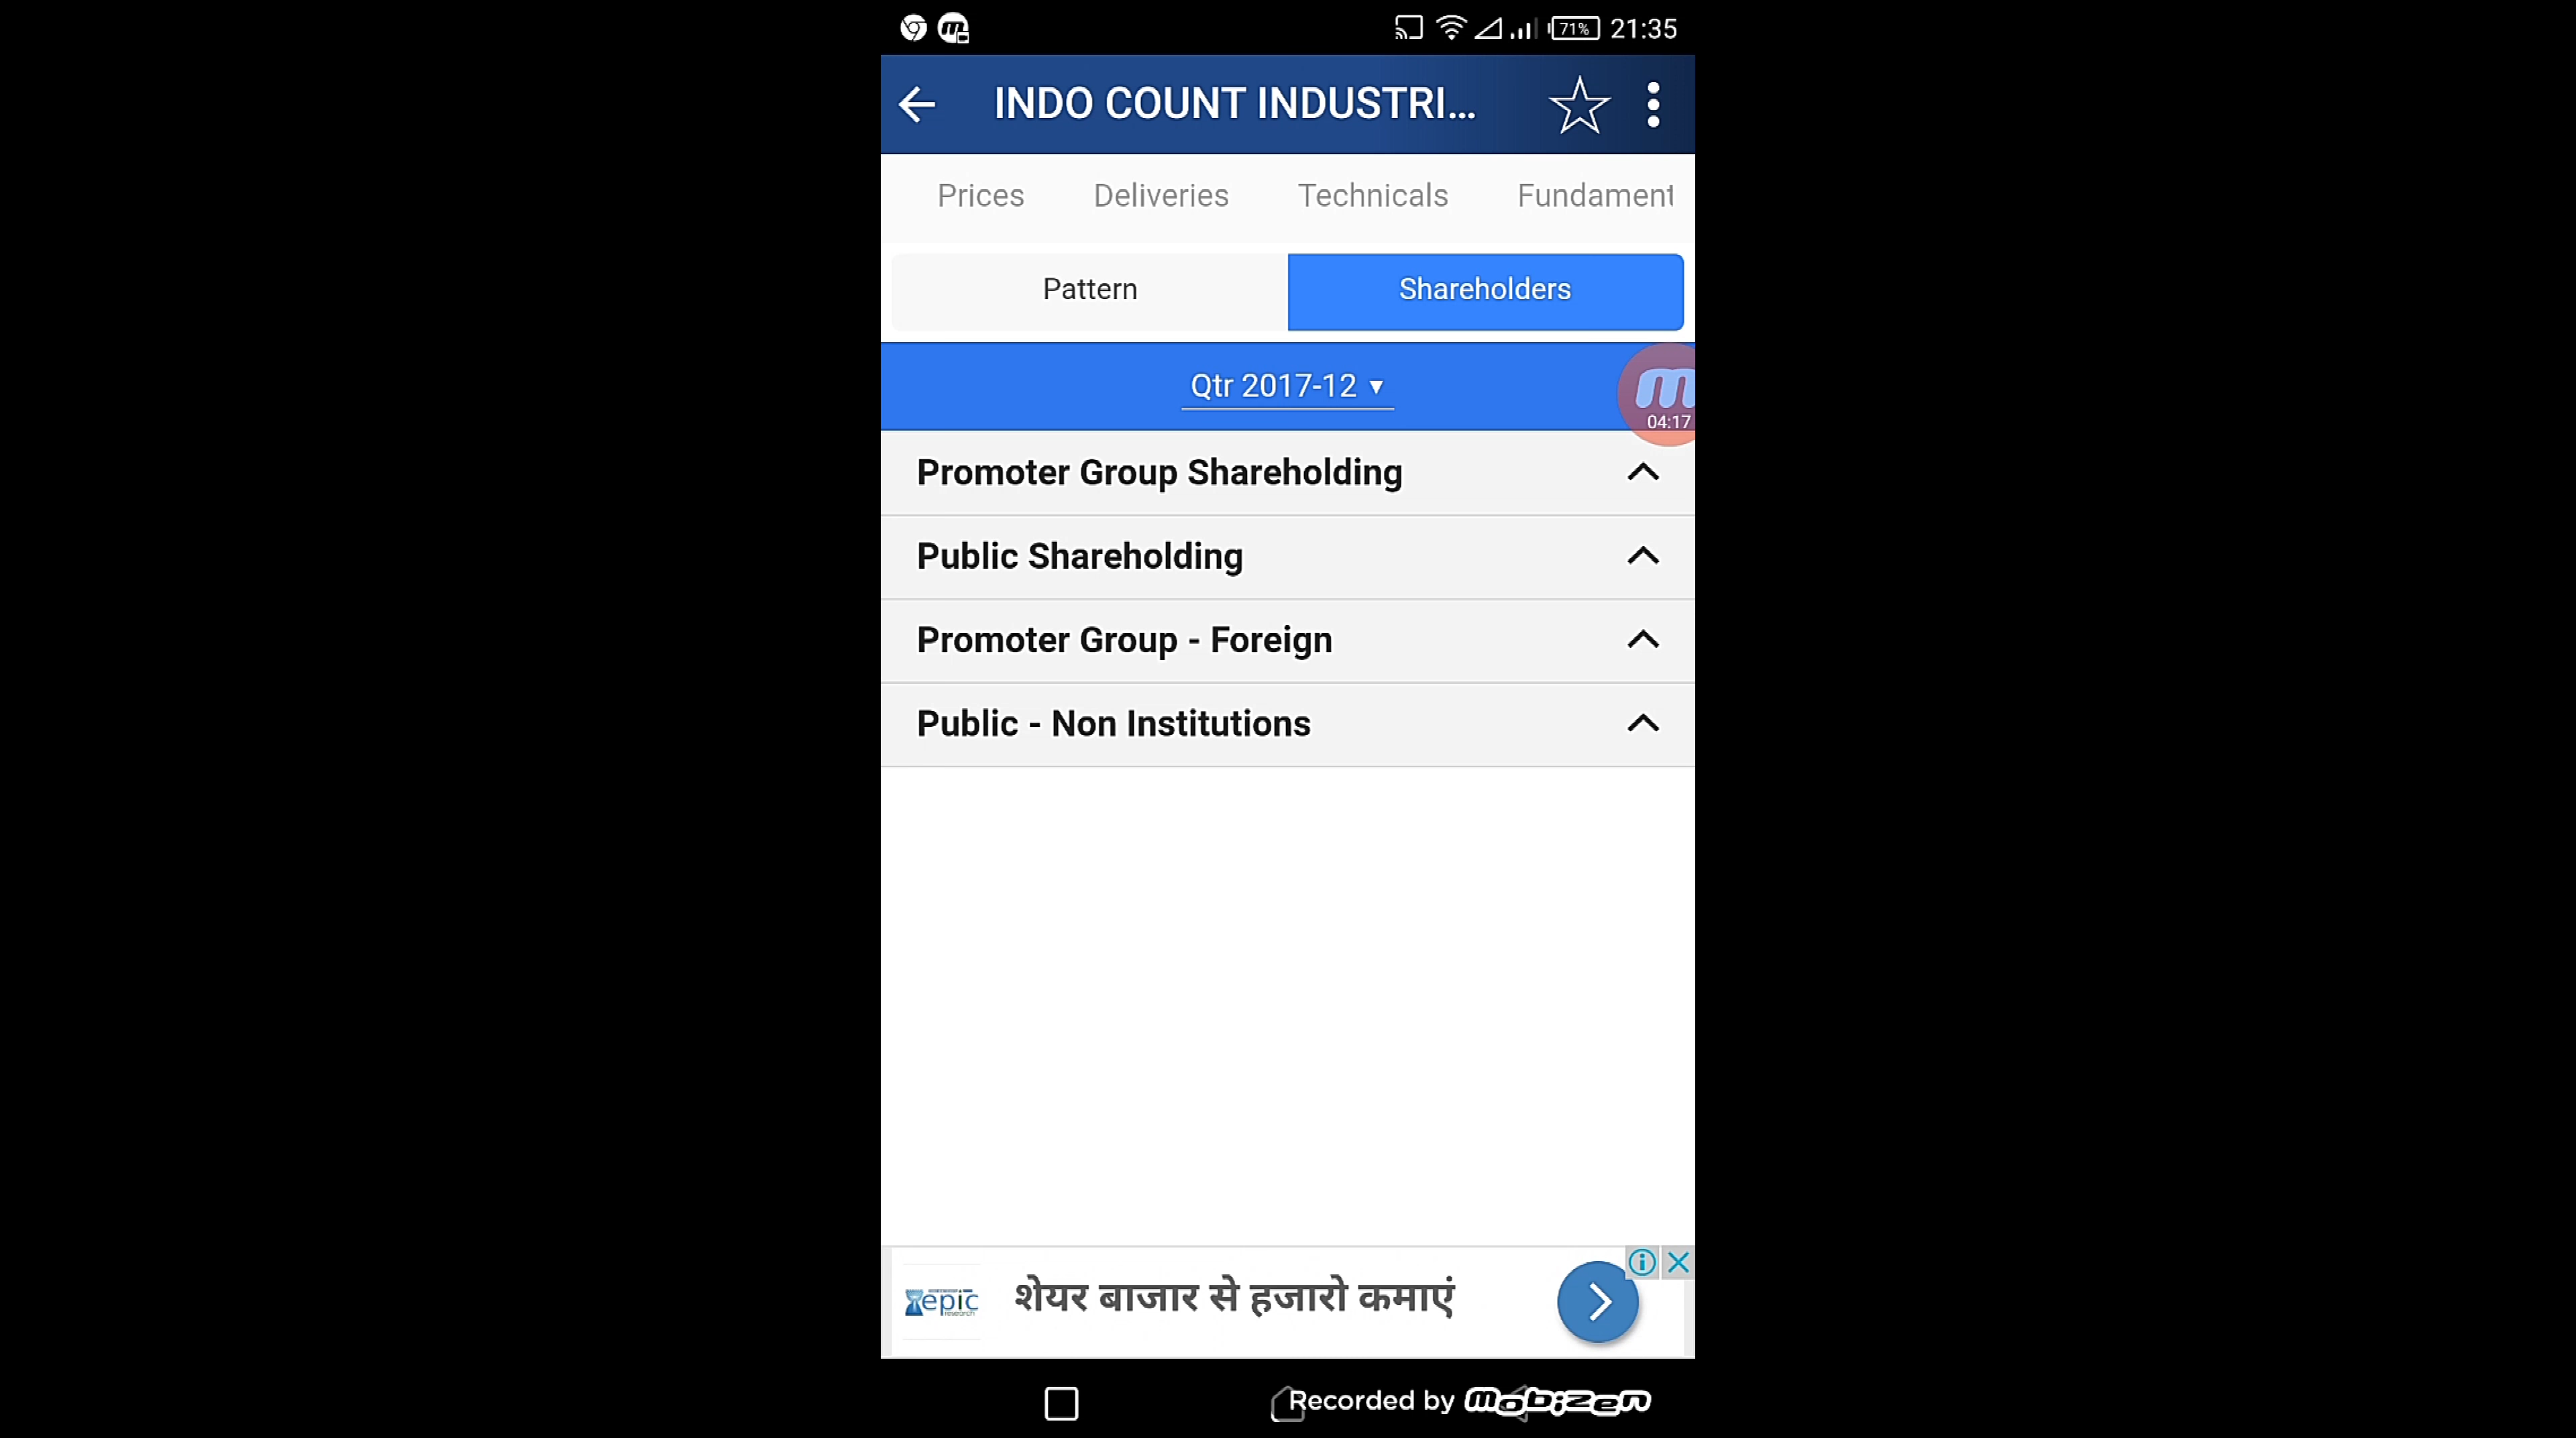 71% 21:35
INDO COUNT INDUSTRI...
Prices Deliveries Technicals Fundament
Pattern Shareholders
Qtr 2017-12 ▼
04:17
Promoter Group Shareholding
Public Shareholding
Promoter Group - Foreign
Public - Non Institutions
epic
research
शेयर बाजार से हजारो कमाएं
Recorded by mobizen